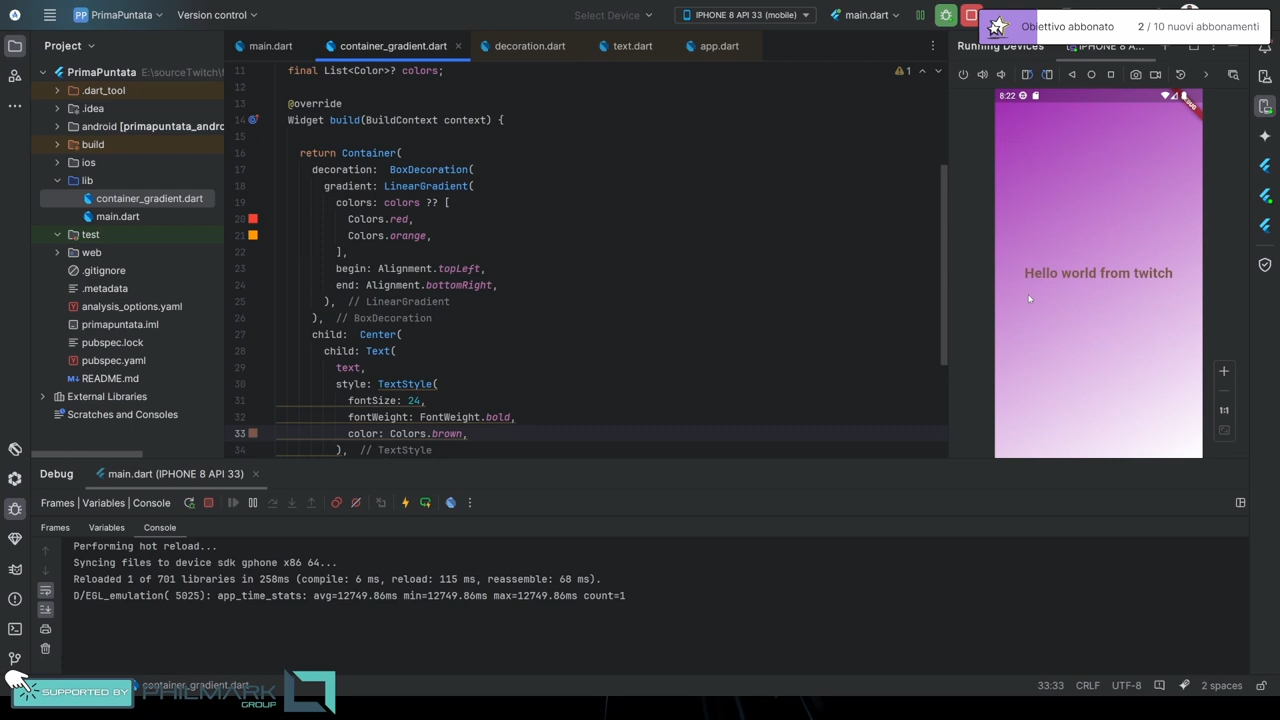 PP PrimaPuntata Version control Select Device IPHONE 8 API 33 (mobile) main.dart
Obiettivo abbonato 2 / 10 nuovi abbonamenti
Project main.dart container_gradient.dart decoration.dart text.dart app.dart
Running Devices IPHONE 8 A...
PrimaPuntata E:\sourceTwitch\
.dart_tool
.idea
android [primapuntata_andro
build
ios
lib
container_gradient.dart
main.dart
test
web
.gitignore
.metadata
analysis_options.yaml
primapuntata.iml
pubspec.lock
pubspec.yaml
README.md
External Libraries
Scratches and Consoles
11 final List<Color>? colors;
12
13 @override
14 Widget build(BuildContext context) {
15
16 return Container(
17 decoration: BoxDecoration(
18 gradient: LinearGradient(
19 colors: colors ?? [
20 Colors.red,
21 Colors.orange,
22 ],
23 begin: Alignment.topLeft,
24 end: Alignment.bottomRight,
25 ), // LinearGradient
26 ), // BoxDecoration
27 child: Center(
28 child: Text(
29 text,
30 style: TextStyle(
31 fontSize: 24,
32 fontWeight: FontWeight.bold,
33 color: Colors.brown,
34 ), // TextStyle
1
8:22
DEBUG
Hello world from twitch
1:1
Debug main.dart (IPHONE 8 API 33)
Frames | Variables | Console
Frames Variables Console
Performing hot reload...
Syncing files to device sdk gphone x86 64...
Reloaded 1 of 701 libraries in 258ms (compile: 6 ms, reload: 115 ms, reassemble: 68 ms).
D/EGL_emulation( 5025): app_time_stats: avg=12749.86ms min=12749.86ms max=12749.86ms count=1
container_gradient.dart 33:33 CRLF UTF-8 2 spaces
SUPPORTED BY PHILMARK
GROUP